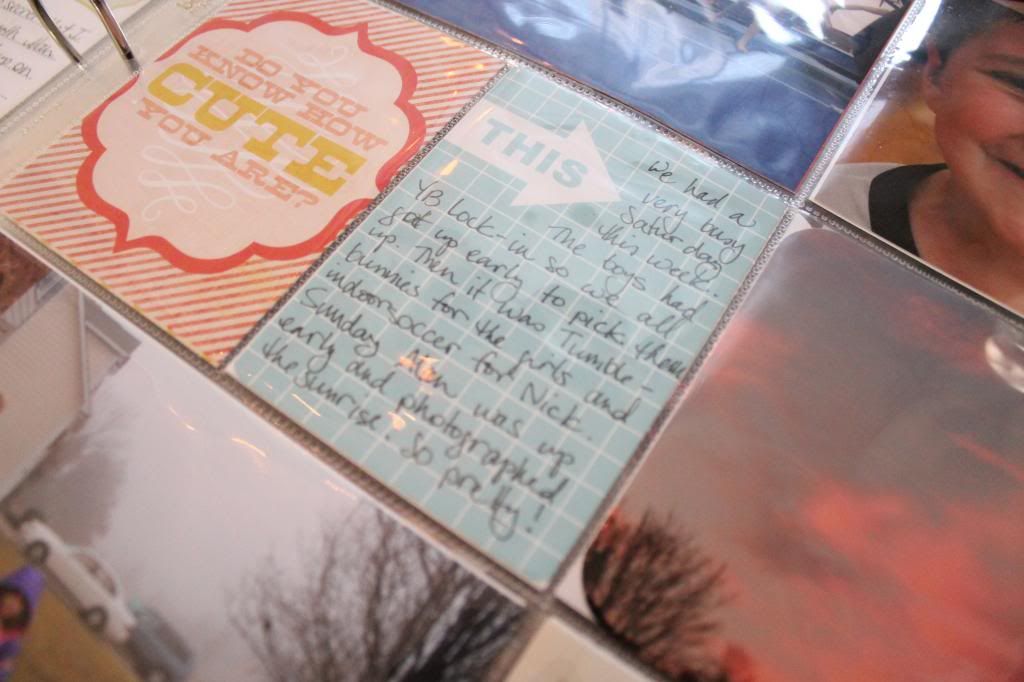 DO YOU
KNOW HOW
CUTE
YOU ARE?
THIS
We had a
very busy
Saturday
this week.
The boys had
YB lock-in so we all
got up early to pick them
up. Then it was Tumble-
bunnies for the girls and
indoor soccer for Nick.
Sunday was up
early and photographed
the sunrise. So
pretty!